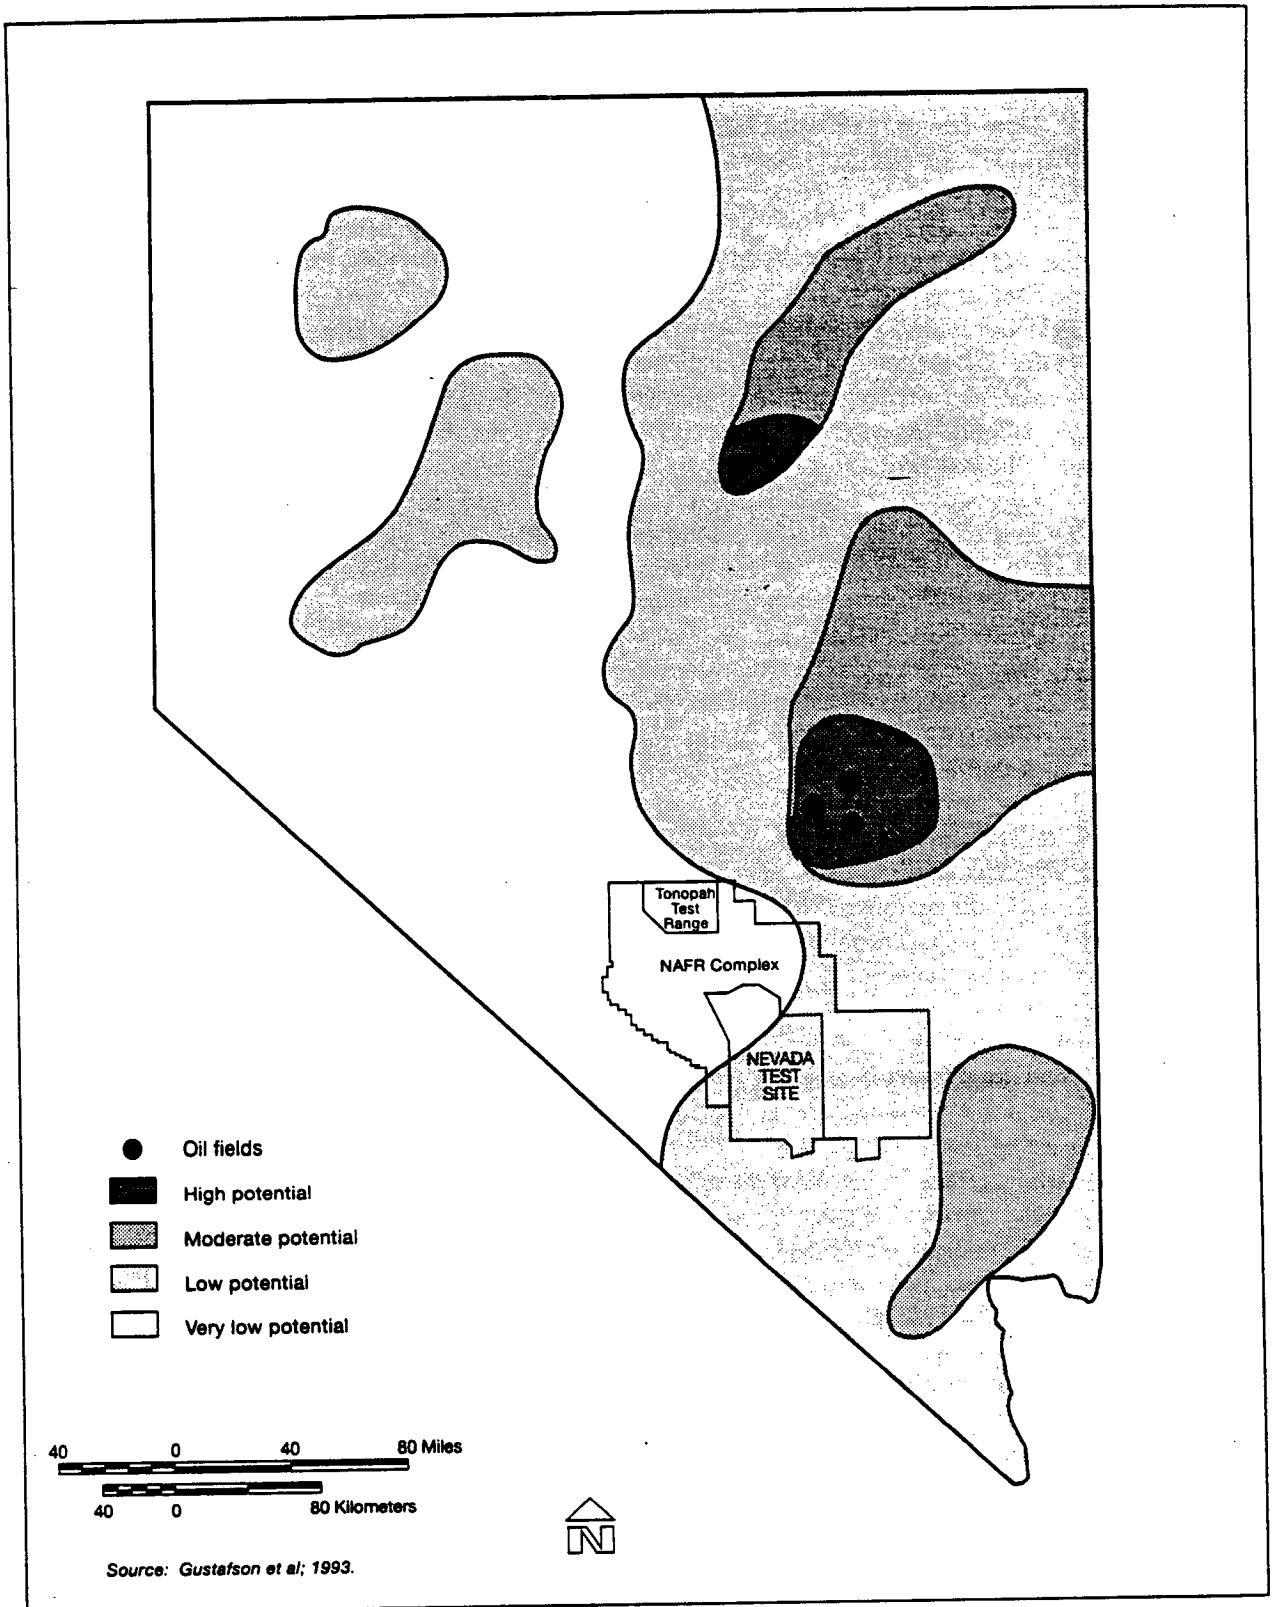 Tonopah
Test
Range
NAFR Complex
NEVADA
TEST
SITE
Oil fields
High potential
Moderate potential
Low potential
Very low potential
40 0 40 80 Miles
40 0 80 Kilometers
N
Source: Gustafson et al; 1993.